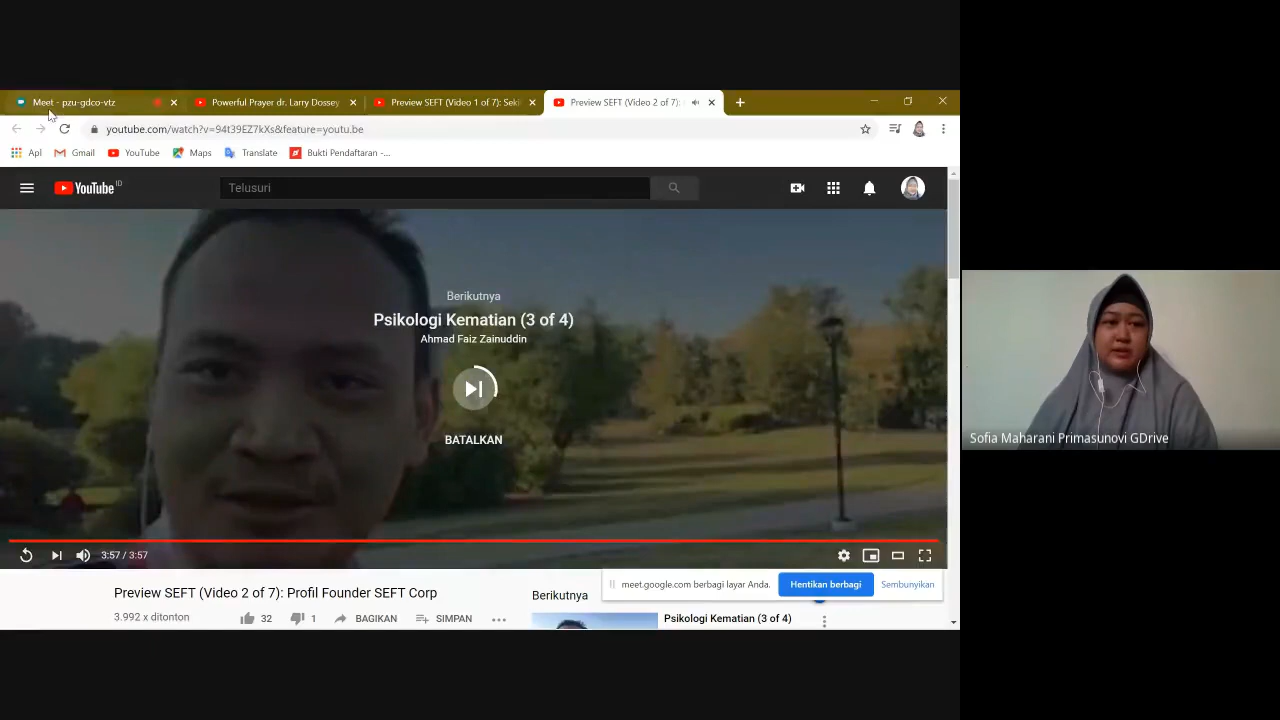 Meet - pzu-gdco-vtz
Powerful Prayer dr. Larry Dossey
Preview SEFT (Video 1 of 7): Seki
Preview SEFT (Video 2 of 7):
youtube.com/watch?v=94t39EZ7kXs&feature=youtu.be
Apl
Gmail
YouTube
Maps
Translate
Bukti Pendaftaran -...
YouTube ID
Telusuri
Berikutnya
Psikologi Kematian (3 of 4)
Ahmad Faiz Zainuddin
BATALKAN
Sofia Maharani Primasunovi GDrive
3:57 / 3:57
meet.google.com berbagi layar Anda.
Hentikan berbagi
Sembunyikan
Preview SEFT (Video 2 of 7): Profil Founder SEFT Corp
Berikutnya
3.992 x ditonton
32
1
BAGIKAN
SIMPAN
Psikologi Kematian (3 of 4)